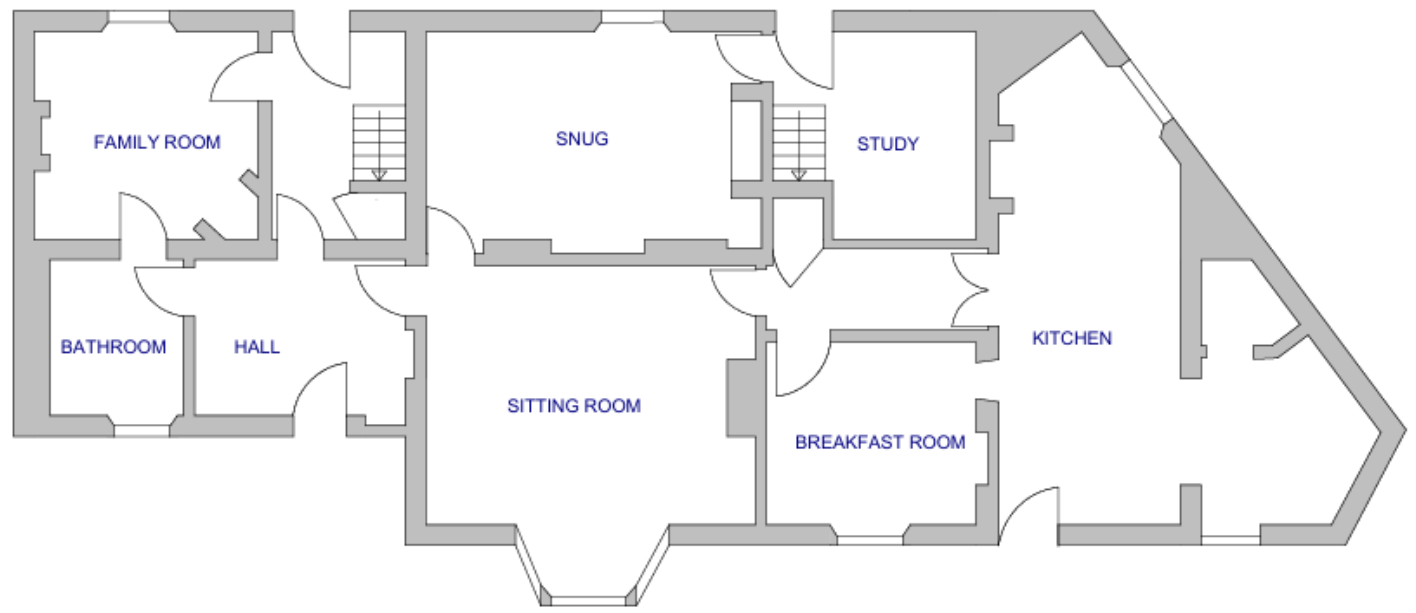 FAMILY ROOM
SNUG
STUDY
BATHROOM
HALL
KITCHEN
SITTING ROOM
BREAKFAST ROOM